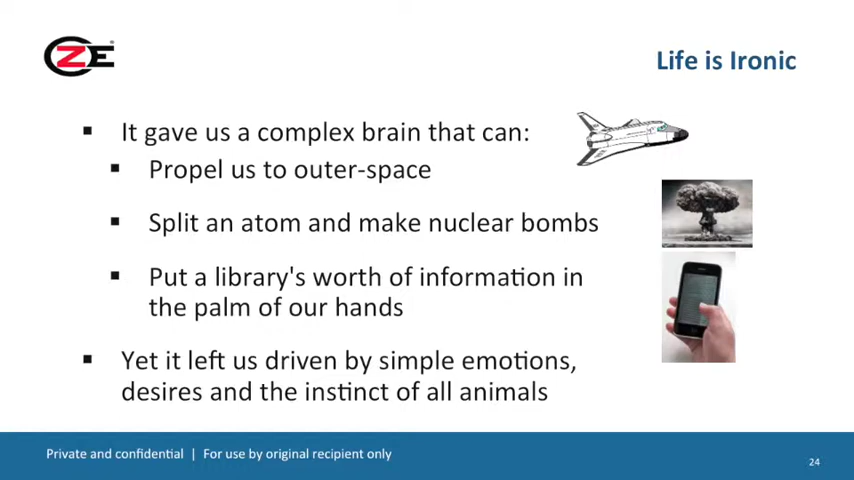 OZE
Life is Ironic
▪ It gave us a complex brain that can:
▪ Propel us to outer-space
▪ Split an atom and make nuclear bombs
▪ Put a library's worth of information in
the palm of our hands
▪ Yet it left us driven by simple emotions,
desires and the instinct of all animals
Private and confidential | For use by original recipient only
24